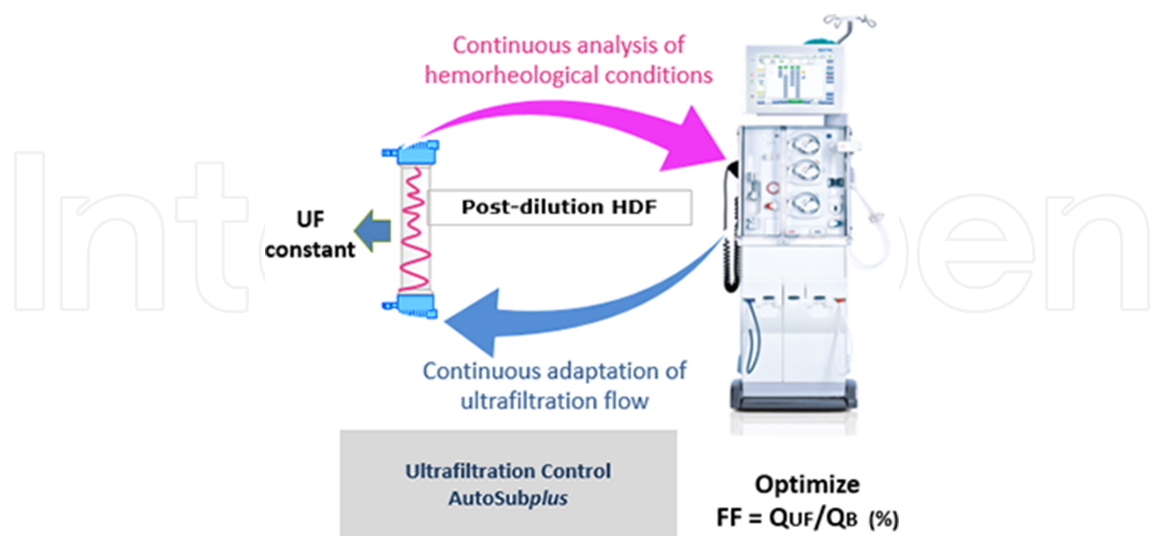 Continuous analysis of
hemorheological conditions
Post-dilution HDF
UF
constant
Continuous adaptation of
ultrafiltration flow
Ultrafiltration Control
AutoSubplus
Optimize
FF = QUF/QB (%)